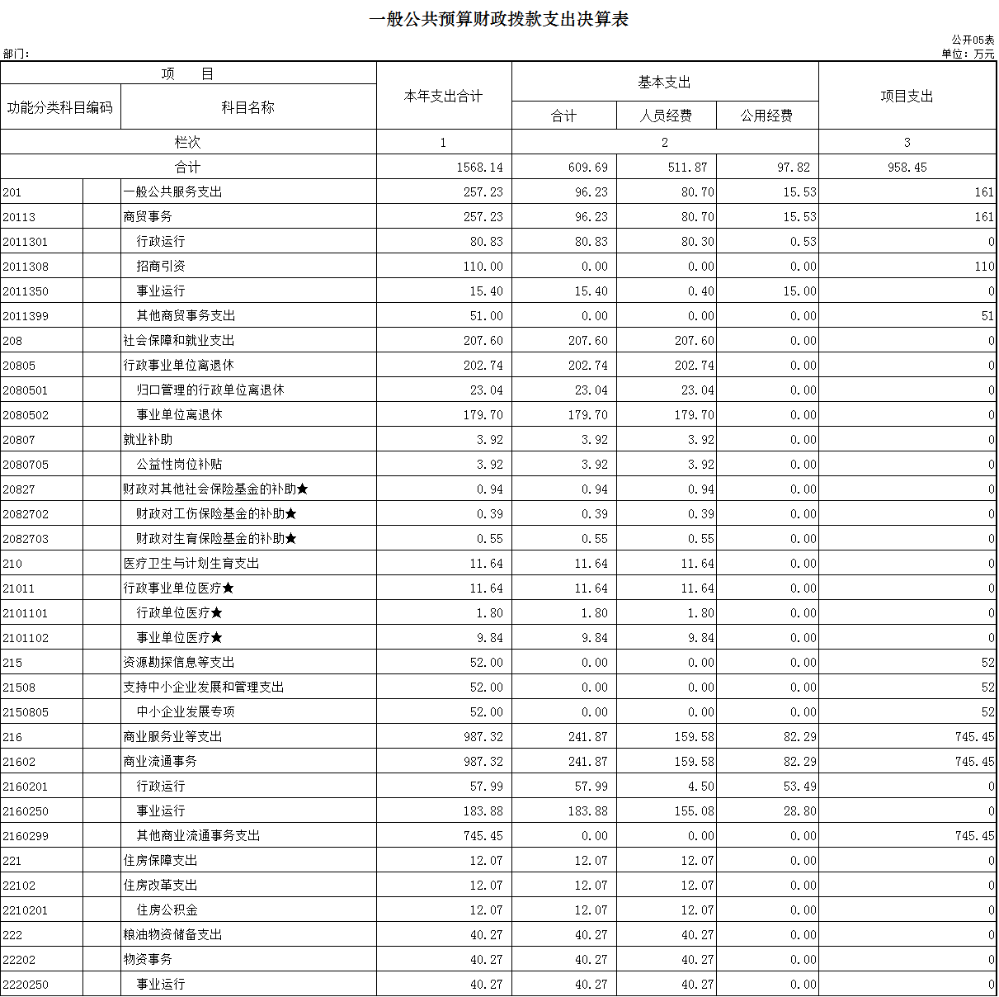 一般公共预算财政拨款支出决算表
公开05表
部门： 单位：万元
项 目 本年支出合计 基本支出 项目支出
功能分类科目编码 科目名称 合计 人员经费 公用经费
栏次 1 2 3
合计 1568.14 609.69 511.87 97.82 958.45
201 一般公共服务支出 257.23 96.23 80.70 15.53 161
20113 商贸事务 257.23 96.23 80.70 15.53 161
2011301 行政运行 80.83 80.83 80.30 0.53 0
2011308 招商引资 110.00 0.00 0.00 0.00 110
2011350 事业运行 15.40 15.40 0.40 15.00 0
2011399 其他商贸事务支出 51.00 0.00 0.00 0.00 51
208 社会保障和就业支出 207.60 207.60 207.60 0.00 0
20805 行政事业单位离退休 202.74 202.74 202.74 0.00 0
2080501 归口管理的行政单位离退休 23.04 23.04 23.04 0.00 0
2080502 事业单位离退休 179.70 179.70 179.70 0.00 0
20807 就业补助 3.92 3.92 3.92 0.00 0
2080705 公益性岗位补贴 3.92 3.92 3.92 0.00 0
20827 财政对其他社会保险基金的补助★ 0.94 0.94 0.94 0.00 0
2082702 财政对工伤保险基金的补助★ 0.39 0.39 0.39 0.00 0
2082703 财政对生育保险基金的补助★ 0.55 0.55 0.55 0.00 0
210 医疗卫生与计划生育支出 11.64 11.64 11.64 0.00 0
21011 行政事业单位医疗★ 11.64 11.64 11.64 0.00 0
2101101 行政单位医疗★ 1.80 1.80 1.80 0.00 0
2101102 事业单位医疗★ 9.84 9.84 9.84 0.00 0
215 资源勘探信息等支出 52.00 0.00 0.00 0.00 52
21508 支持中小企业发展和管理支出 52.00 0.00 0.00 0.00 52
2150805 中小企业发展专项 52.00 0.00 0.00 0.00 52
216 商业服务业等支出 987.32 241.87 159.58 82.29 745.45
21602 商业流通事务 987.32 241.87 159.58 82.29 745.45
2160201 行政运行 57.99 57.99 4.50 53.49 0
2160250 事业运行 183.88 183.88 155.08 28.80 0
2160299 其他商业流通事务支出 745.45 0.00 0.00 0.00 745.45
221 住房保障支出 12.07 12.07 12.07 0.00 0
22102 住房改革支出 12.07 12.07 12.07 0.00 0
2210201 住房公积金 12.07 12.07 12.07 0.00 0
222 粮油物资储备支出 40.27 40.27 40.27 0.00 0
22202 物资事务 40.27 40.27 40.27 0.00 0
2220250 事业运行 40.27 40.27 40.27 0.00 0